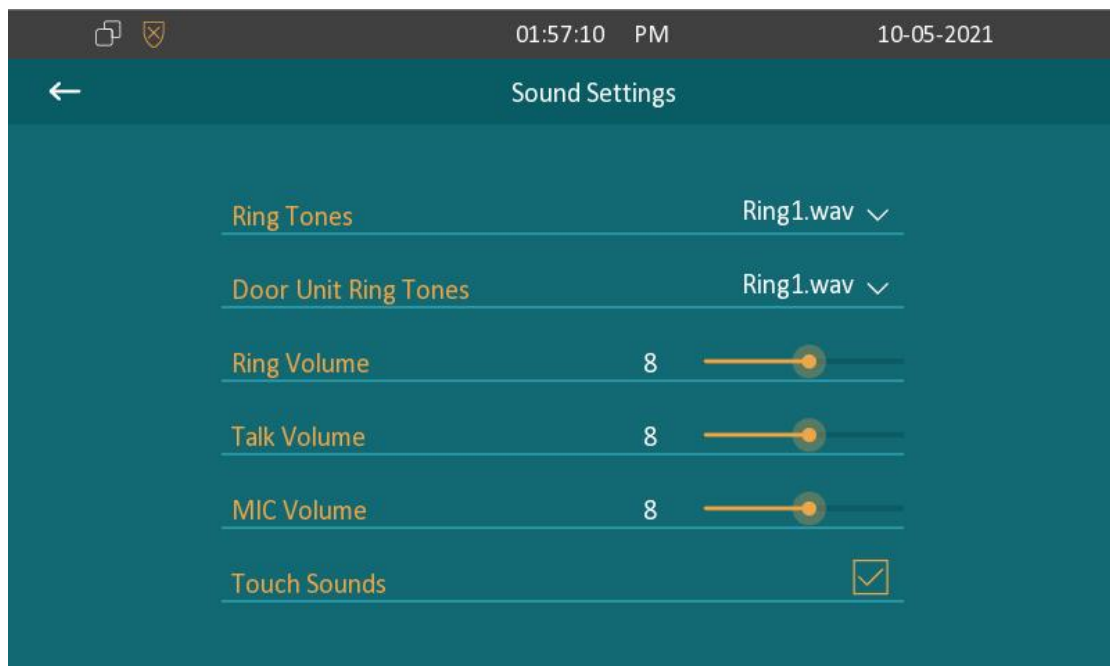 01:57:10 PM 10-05-2021
Sound Settings
Ring Tones Ring1.wav
Door Unit Ring Tones Ring1.wav
Ring Volume 8
Talk Volume 8
MIC Volume 8
Touch Sounds